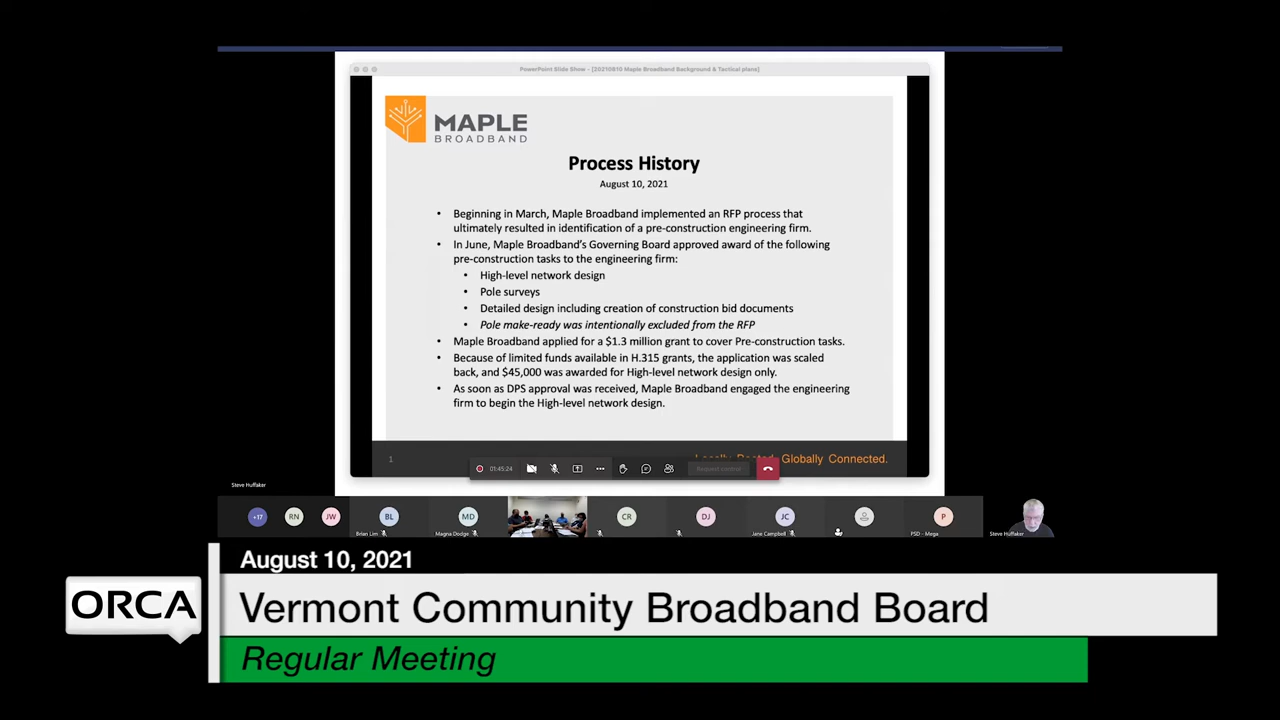 PowerPoint Slide Show - [20210810 Maple Broadband Background & Tactical plans]
MAPLE
BROADBAND
Process History
August 10, 2021
• Beginning in March, Maple Broadband implemented an RFP process that
ultimately resulted in identification of a pre-construction engineering firm.
• In June, Maple Broadband's Governing Board approved award of the following
pre-construction tasks to the engineering firm:
• High-level network design
• Pole surveys
• Detailed design including creation of construction bid documents
• Pole make-ready was intentionally excluded from the RFP
• Maple Broadband applied for a $1.3 million grant to cover Pre-construction tasks.
• Because of limited funds available in H.315 grants, the application was scaled
back, and $45,000 was awarded for High-level network design only.
• As soon as DPS approval was received, Maple Broadband engaged the engineering
firm to begin the High-level network design.
1
Globally Connected.
01:45:24
Request control
Steve Huffaker
+17 RN JW BL MD CR DJ JC P
Brian Lim Magna Dodge Jane Campbell PSD - Mega Steve Huffaker
August 10, 2021
ORCA
Vermont Community Broadband Board
Regular Meeting